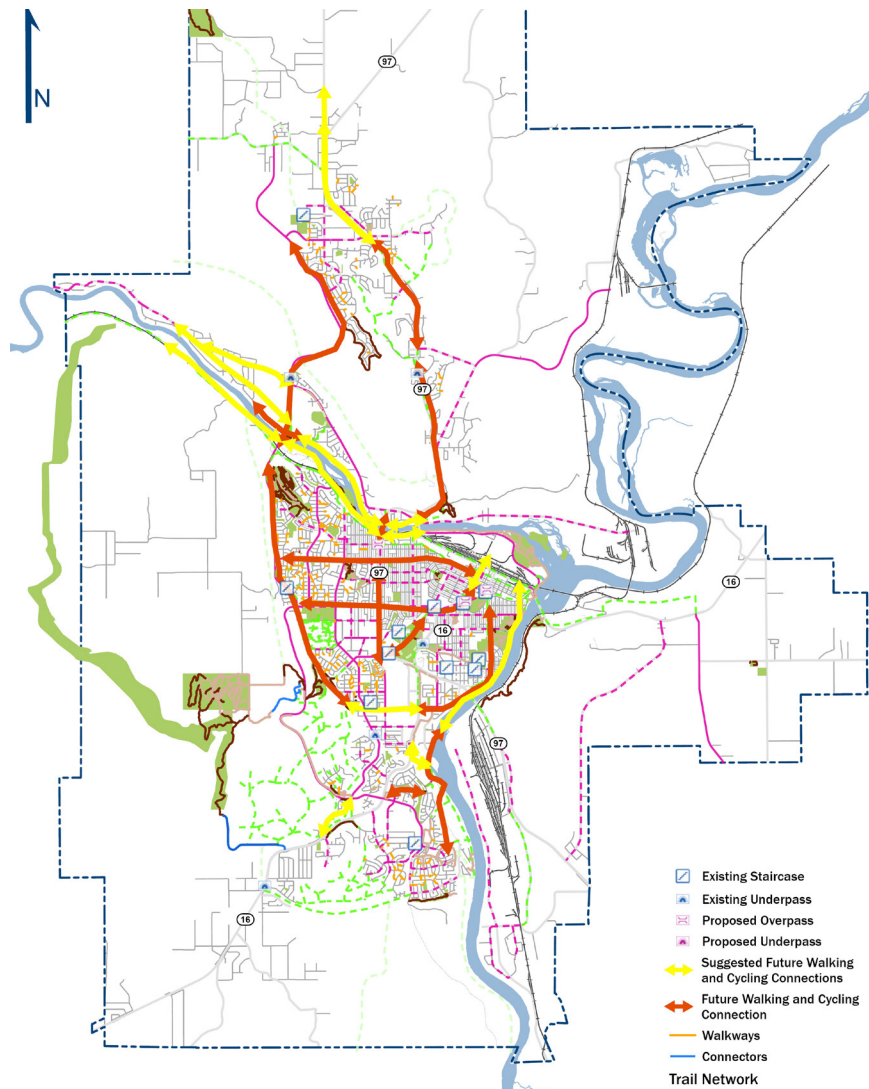 N
97
97
97
16
16
97
16
Existing Staircase
Existing Underpass
Proposed Overpass
Proposed Underpass
Suggested Future Walking
and Cycling Connections
Future Walking and Cycling
Connection
Walkways
Connectors
Trail Network